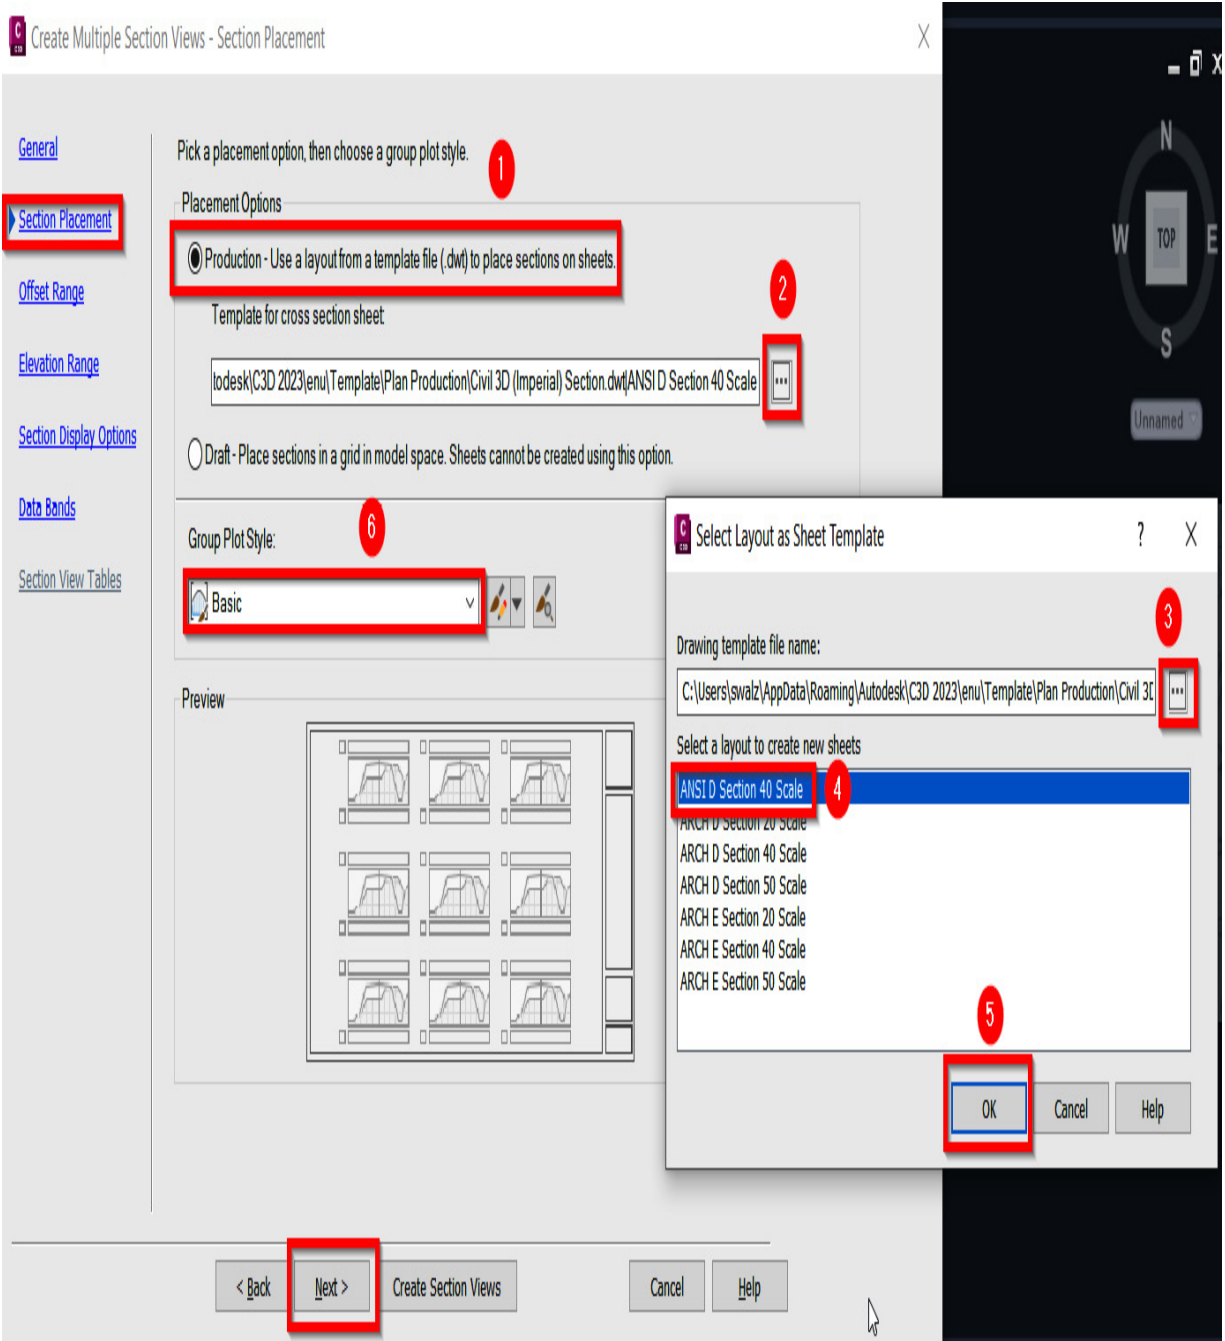 Create Multiple Section Views - Section Placement
General
Section Placement
Offset Range
Elevation Range
Section Display Options
Data Bands
Section View Tables
Pick a placement option, then choose a group plot style.
1
Placement Options
Production - Use a layout from a template file (.dwt) to place sections on sheets.
2
Template for cross section sheet:
todesk\C3D 2023\enu\Template\Plan Production\Civil 3D (Imperial) Section.dwt|ANSI D Section 40 Scale
...
Draft - Place sections in a grid in model space. Sheets cannot be created using this option.
6
Group Plot Style:
Basic
Preview
< Back
Next >
Create Section Views
Cancel
Help
N
W
TOP
E
S
Unnamed
Select Layout as Sheet Template
?
3
Drawing template file name:
C:\Users\swalz\AppData\Roaming\Autodesk\C3D 2023\enu\Template\Plan Production\Civil 3D
...
Select a layout to create new sheets
ANSI D Section 40 Scale
4
ARCH D Section 20 Scale
ARCH D Section 40 Scale
ARCH D Section 50 Scale
ARCH E Section 20 Scale
ARCH E Section 40 Scale
ARCH E Section 50 Scale
5
OK
Cancel
Help